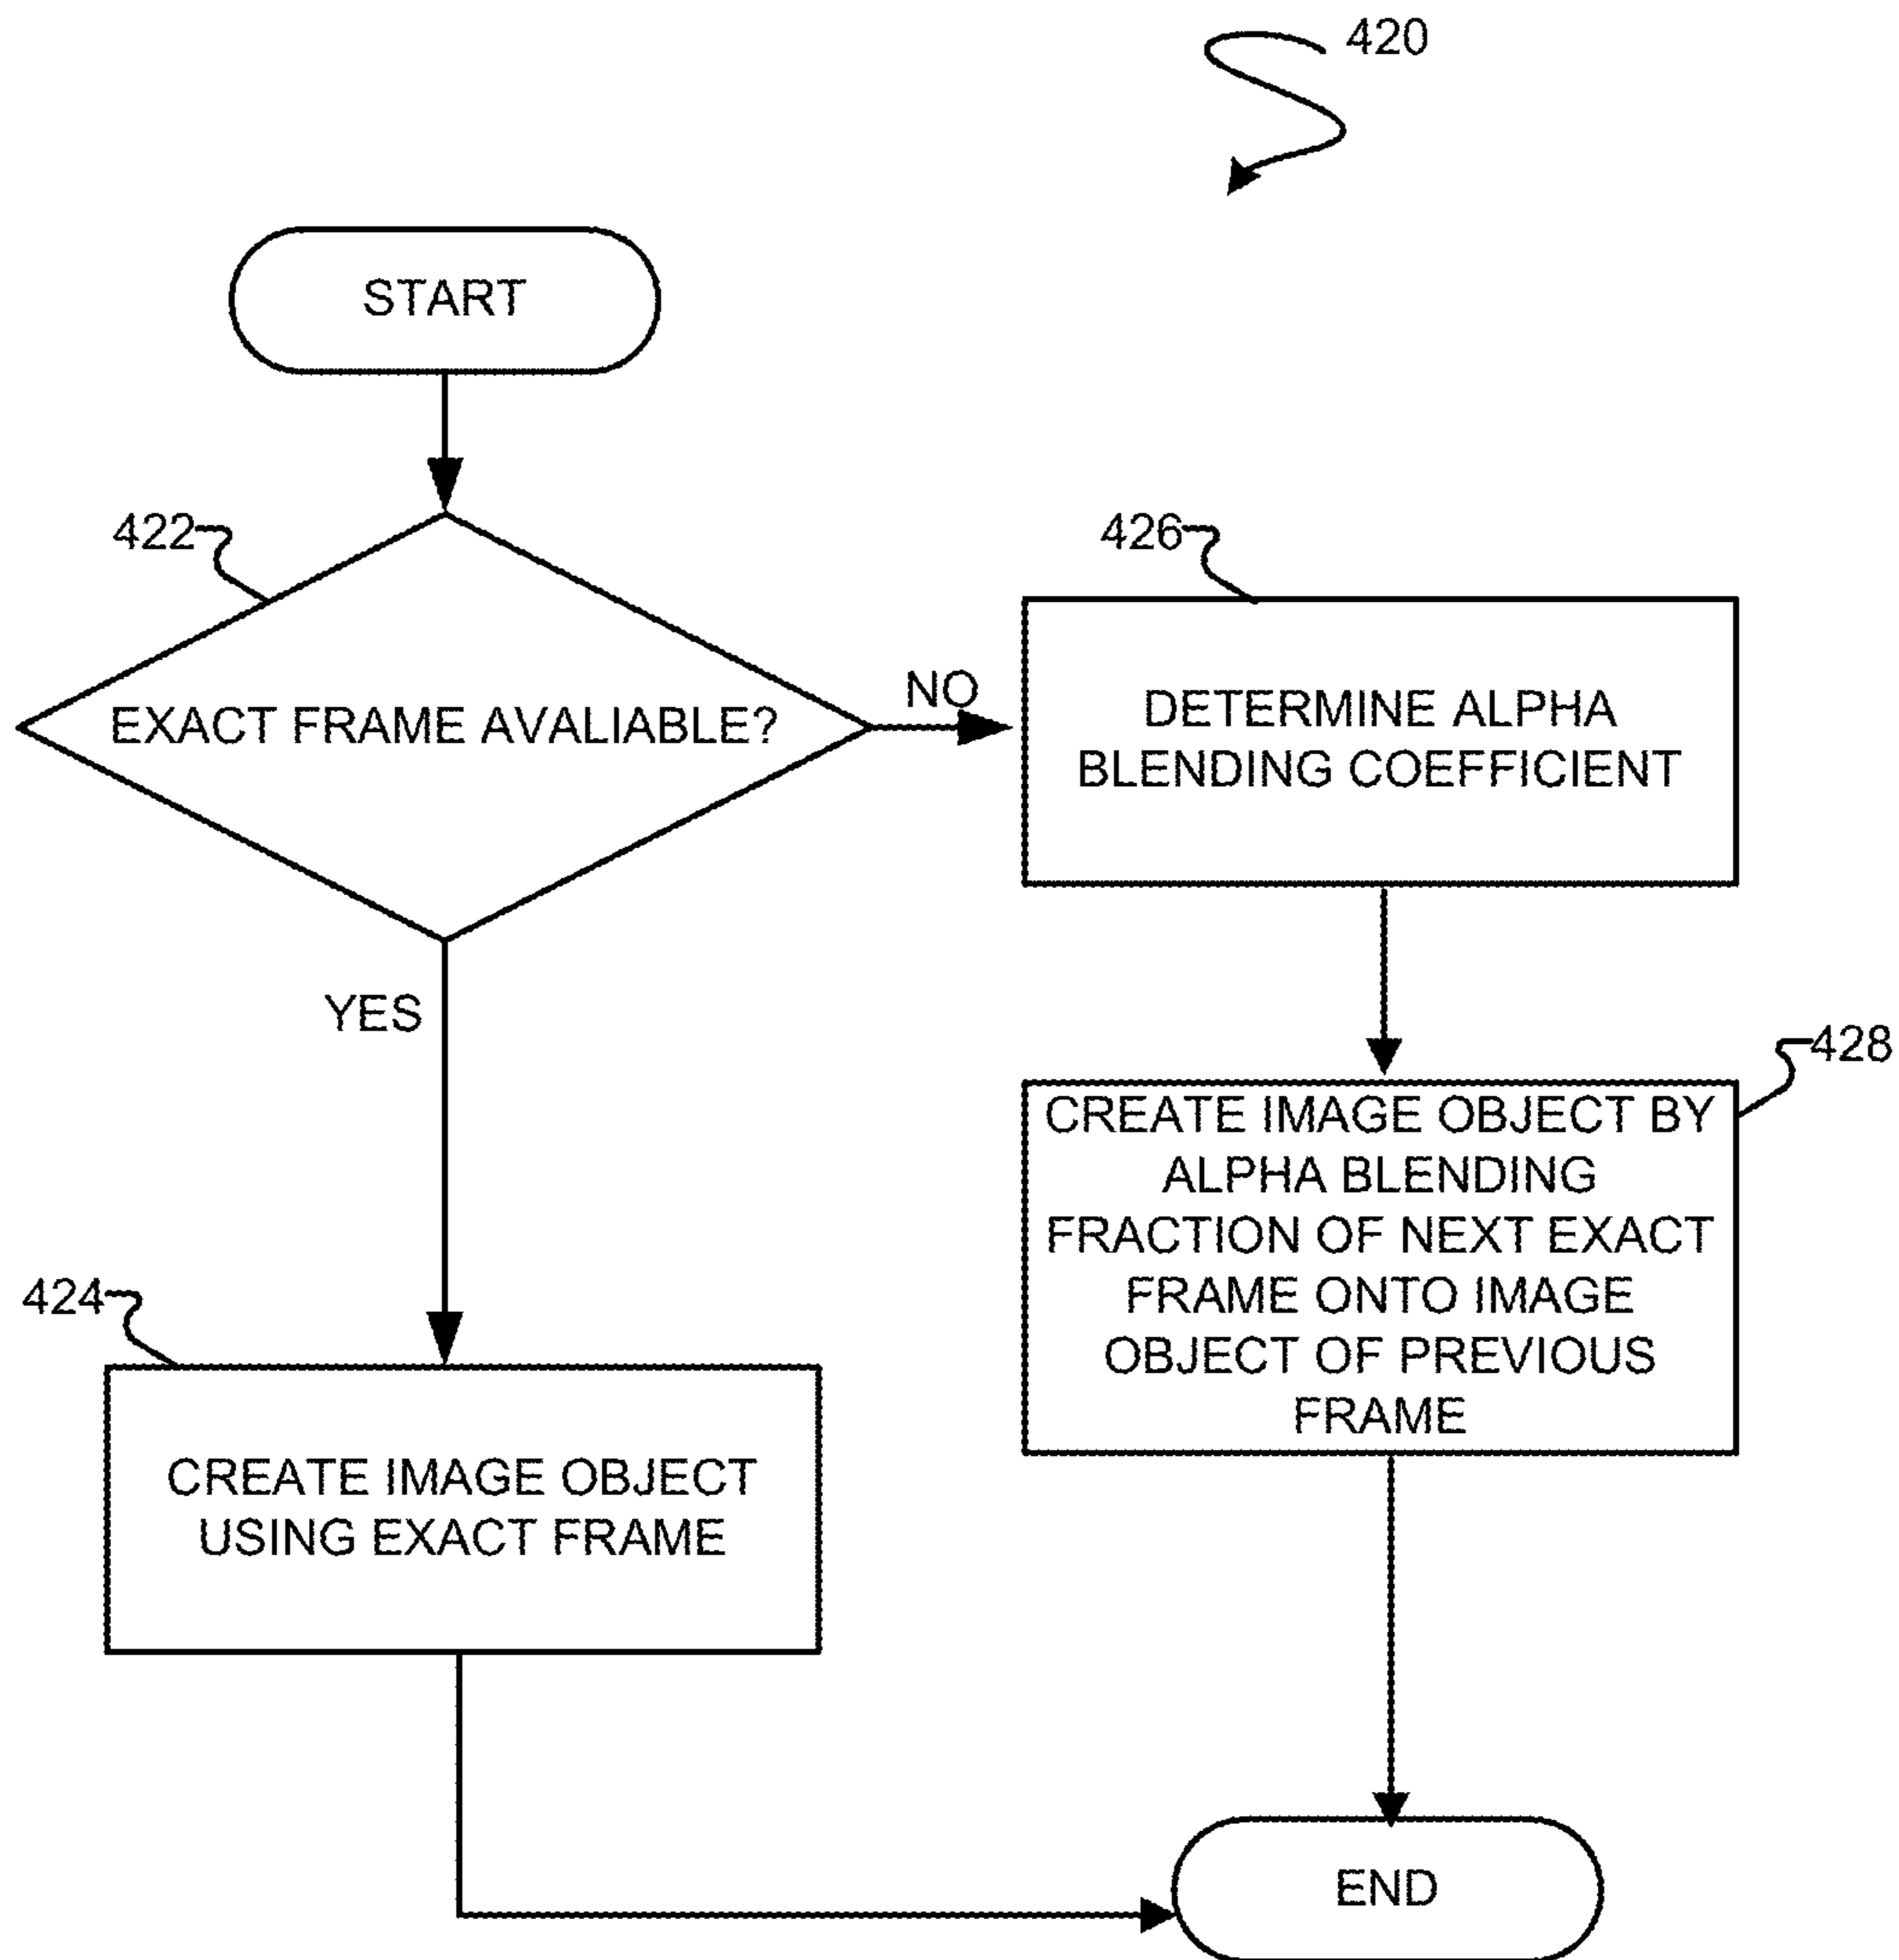 420
START
422
EXACT FRAME AVALIABLE?
NO
426
DETERMINE ALPHA
BLENDING COEFFICIENT
YES
428
CREATE IMAGE OBJECT BY
ALPHA BLENDING
FRACTION OF NEXT EXACT
FRAME ONTO IMAGE
OBJECT OF PREVIOUS
FRAME
424
CREATE IMAGE OBJECT
USING EXACT FRAME
END